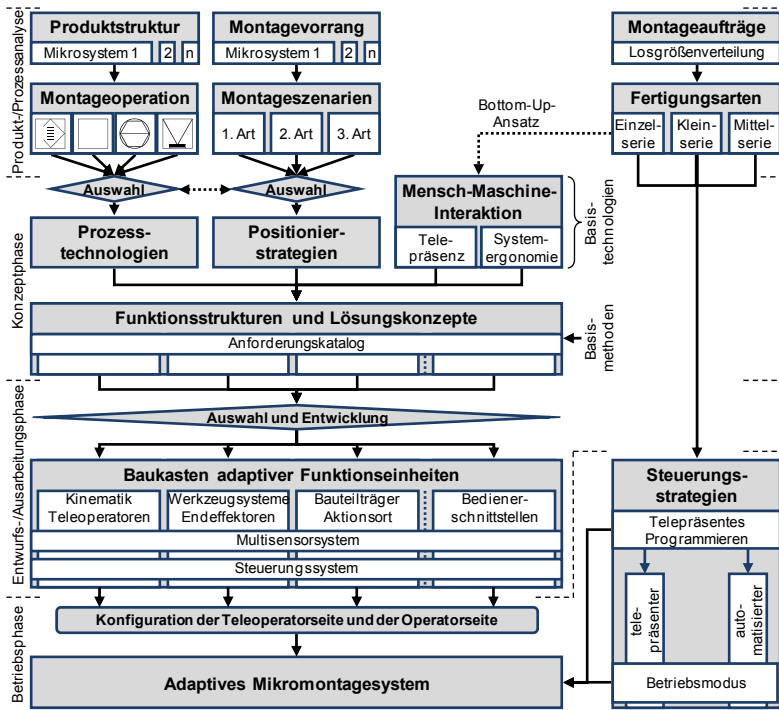 Produkt-/Prozessanalyse
Produktstruktur
Mikrosystem 1
2
n
Montagevorrang
Mikrosystem 1
2
n
Montageaufträge
Losgrößenverteilung
Montageoperation
Montageszenarien
1. Art
2. Art
3. Art
Bottom-Up-
Ansatz
Fertigungsarten
Einzel-
serie
Klein-
serie
Mittel-
serie
Konzeptphase
Auswahl
Auswahl
Prozess-
technologien
Positionier-
strategien
Mensch-Maschine-
Interaktion
Tele-
präsenz
System-
ergonomie
Basis-
technologien
Funktionsstrukturen und Lösungskonzepte
Anforderungskatalog
Basis-
methoden
Entwurfs-/Ausarbeitungsphase
Auswahl und Entwicklung
Baukasten adaptiver Funktionseinheiten
Kinematik
Teleoperatoren
Werkzeugsysteme
Endeffektoren
Bauteilträger
Aktionsort
Bediener-
schnittstellen
Multisensorsystem
Steuerungssystem
Steuerungs-
strategien
Telepräsentes
Programmieren
tele-
präsenter
auto-
matisierter
Betriebsmodus
Betriebsphase
Konfiguration der Teleoperatorseite und der Operatorseite
Adaptives Mikromontagesystem